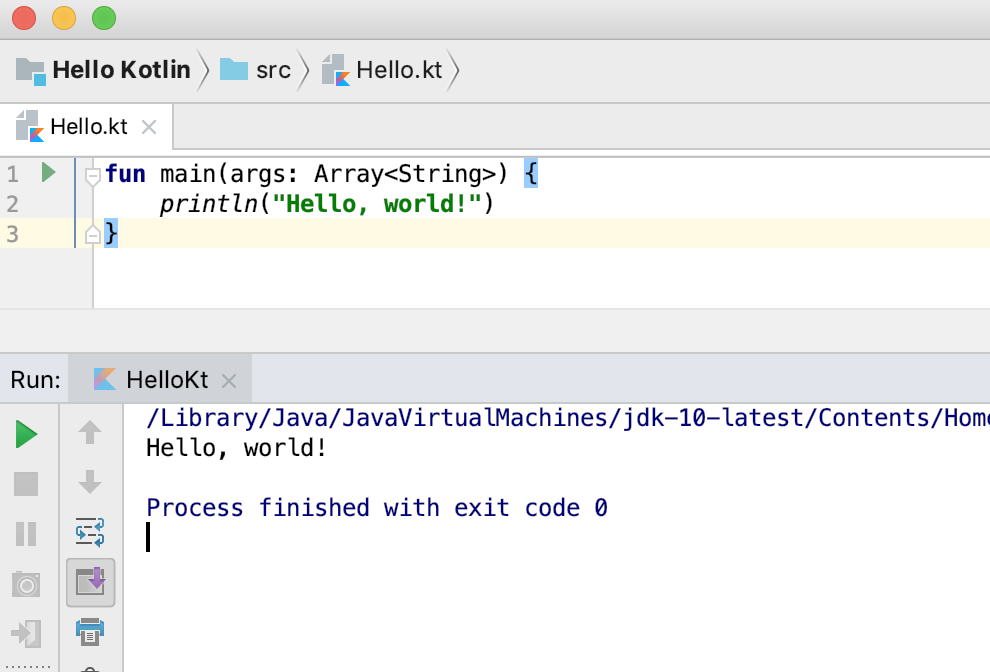 Hello Kotlin src Hello.kt
Hello.kt
1 fun main(args: Array<String>) {
2 println("Hello, world!")
3 }
Run: HelloKt
/Library/Java/JavaVirtualMachines/jdk-10-latest/Contents/Home
Hello, world!
Process finished with exit code 0